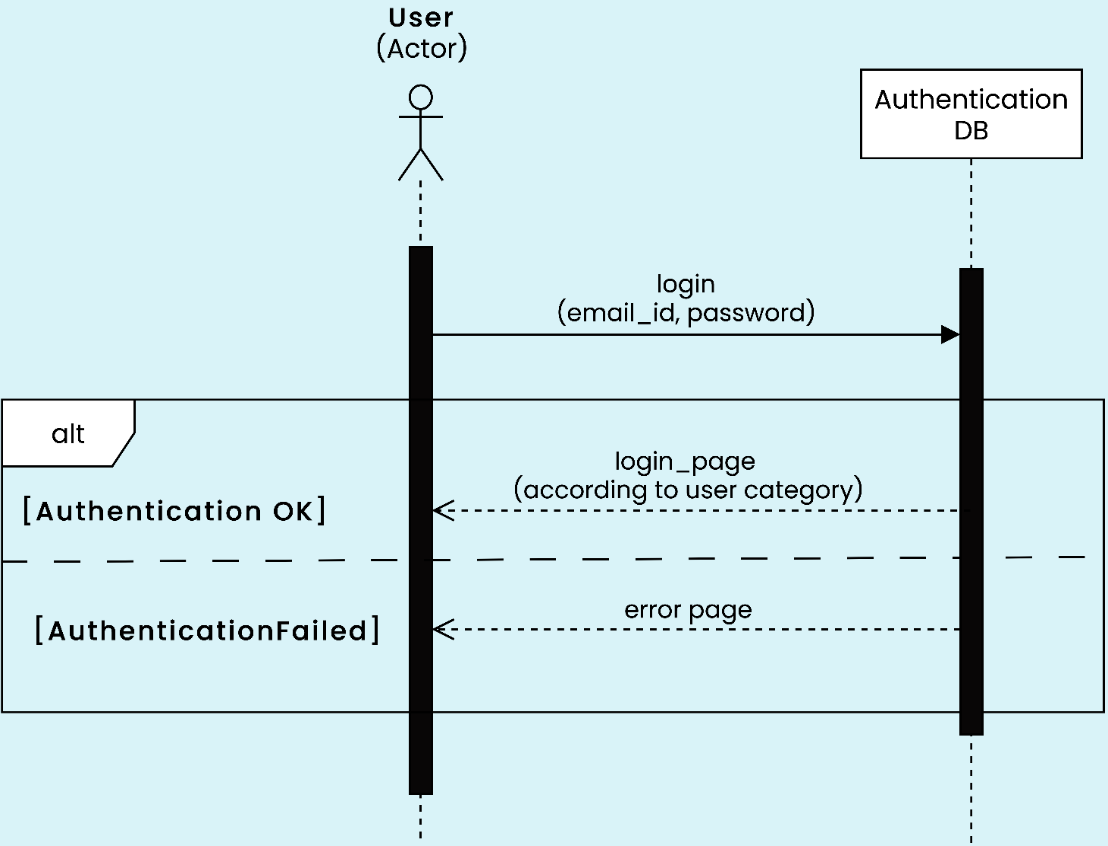 User
(Actor)
Authentication
DB
login
(email_id, password)
alt
login_page
(according to user category)
[Authentication OK]
error page
[AuthenticationFailed]